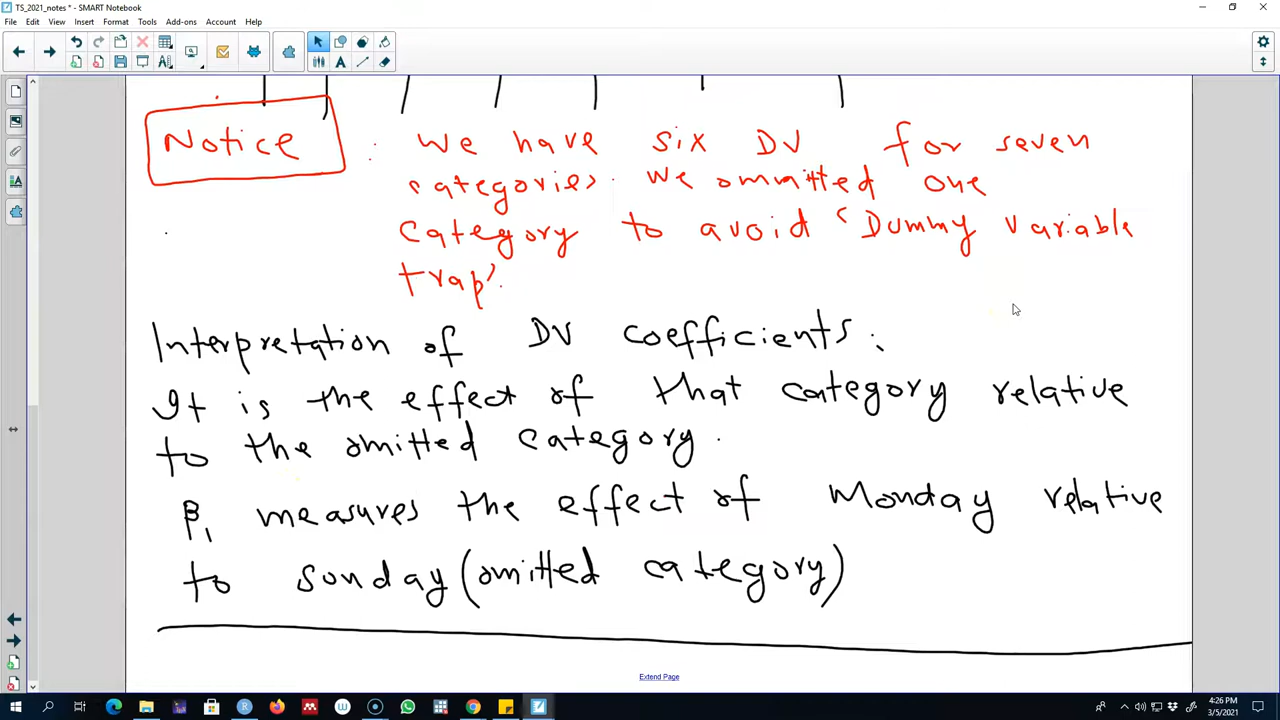 TS_2021_notes * - SMART Notebook
File Edit View Insert Format Tools Add-ons Account Help
Notice : We have six DV for seven
categories. We ommitted one
category to avoid 'Dummy variable
trap'.
Interpretation of DV coefficients:
It is the effect of that category relative
to the omitted category.
β1 measures the effect of Monday relative
to sonday (omitted category)
Extend Page
4:26 PM
3/5/2021